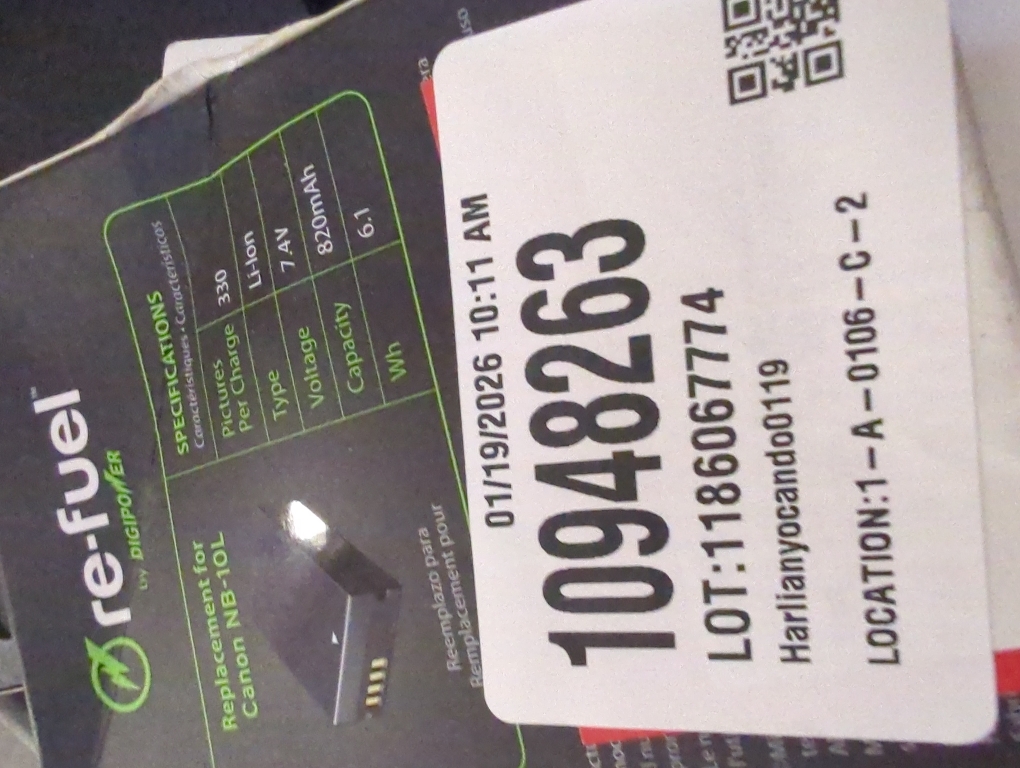 re-fuel™
by DIGIPOWER
Replacement for
Canon NB-10L
SPECIFICATIONS
Caractéristiques • Características
Pictures
Per Charge 330
Type Li-Ion
Voltage 7.4V
Capacity 820mAh
Wh 6.1
Reemplazo para
Remplacement pour
01/19/2026 10:11 AM
10948263
LOT:1186067774
Harlianyocando0119
LOCATION:1-A-0106-C-2